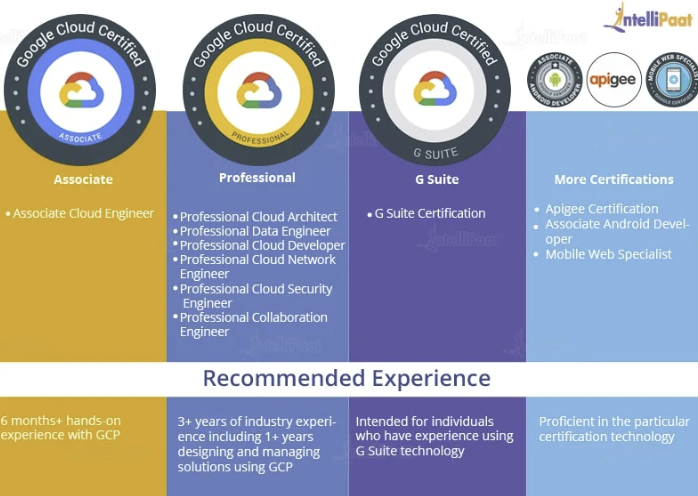 IntelliPaat
Google Cloud Certified
ASSOCIATE
Google Cloud Certified
PROFESSIONAL
Google Cloud Certified
G SUITE
ASSOCIATE
ANDROID DEVELOPER
apigee
MOBILE WEB SPECIALIST
GOOGLE CERTIFIED
Associate
• Associate Cloud Engineer
Professional
• Professional Cloud Architect
• Professional Data Engineer
• Professional Cloud Developer
• Professional Cloud Network
Engineer
• Professional Cloud Security
Engineer
• Professional Collaboration
Engineer
G Suite
• G Suite Certification
More Certifications
• Apigee Certification
• Associate Android Devel-
oper
• Mobile Web Specialist
Recommended Experience
6 months+ hands-on
experience with GCP
3+ years of industry experi-
ence including 1+ years
designing and managing
solutions using GCP
Intended for individuals
who have experience using
G Suite technology
Proficient in the particular
certification technology